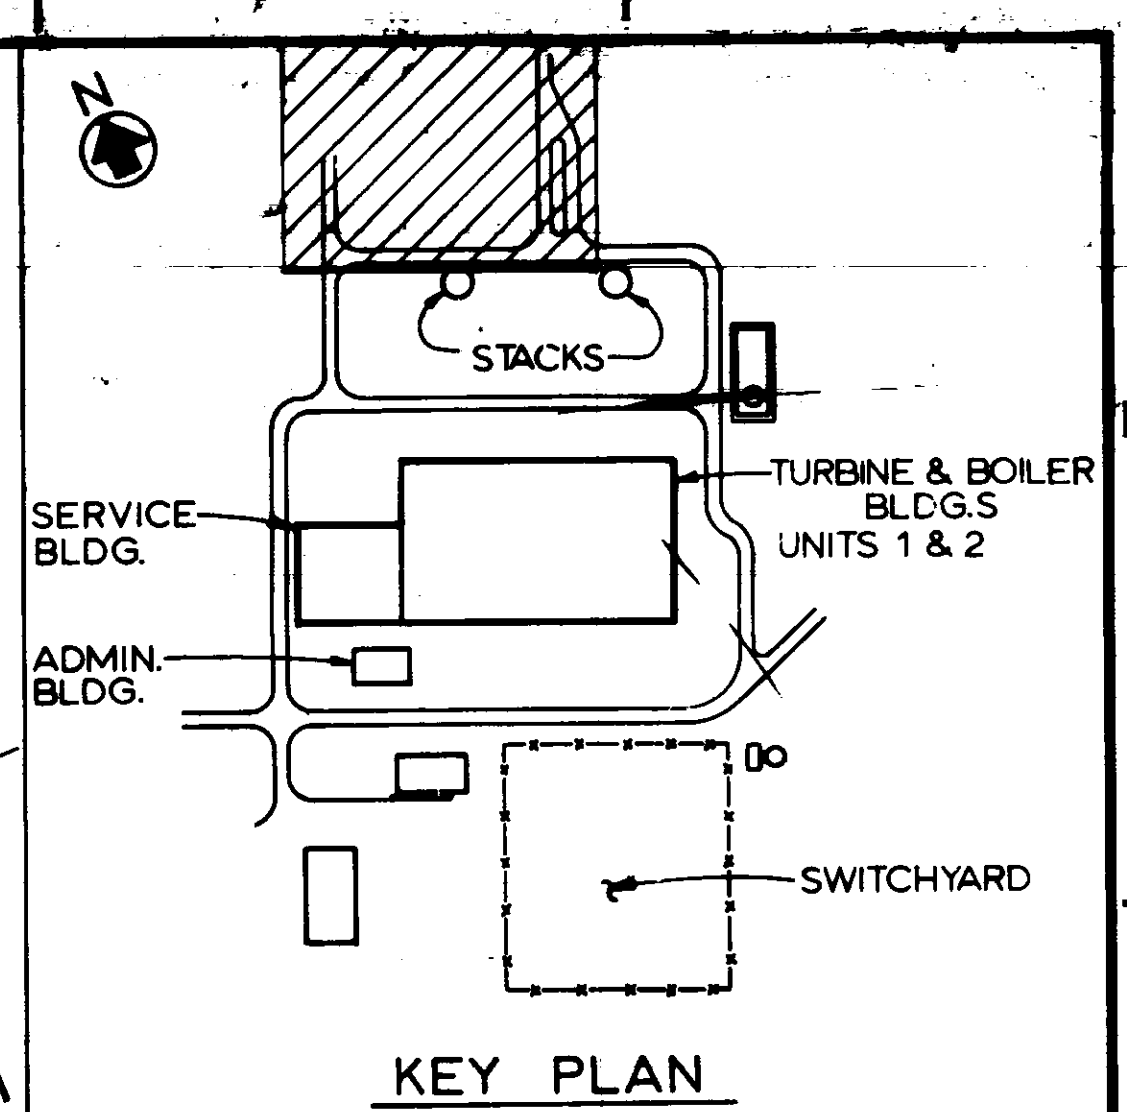 N
STACKS
TURBINE & BOILER
BLDG.S
UNITS 1 & 2
SERVICE
BLDG.
ADMIN.
BLDG.
SWITCHYARD
KEY PLAN